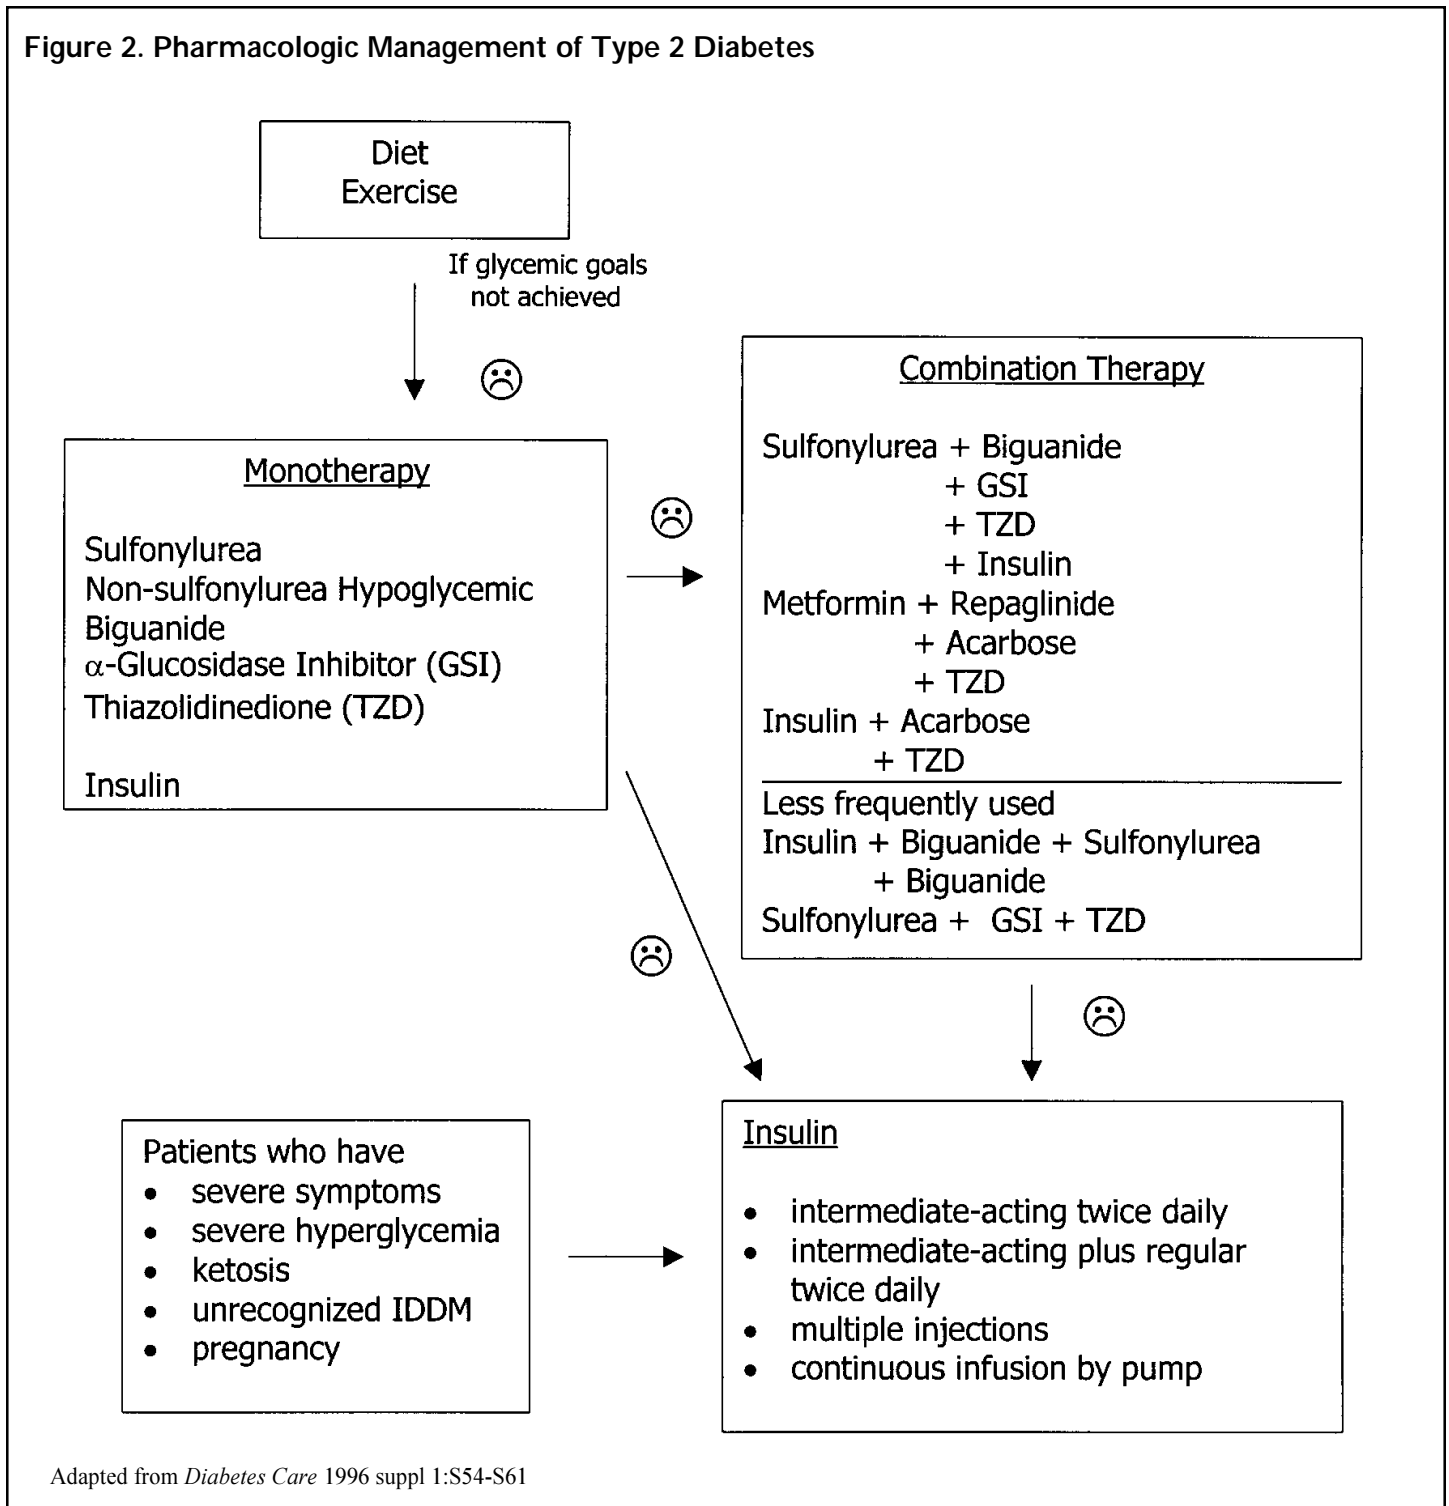 Figure 2. Pharmacologic Management of Type 2 Diabetes
Diet
Exercise
If glycemic goals
not achieved
Monotherapy
Sulfonylurea
Non-sulfonylurea Hypoglycemic
Biguanide
α-Glucosidase Inhibitor (GSI)
Thiazolidinedione (TZD)
Insulin
Combination Therapy
Sulfonylurea + Biguanide
+ GSI
+ TZD
+ Insulin
Metformin + Repaglinide
+ Acarbose
+ TZD
Insulin + Acarbose
+ TZD
Less frequently used
Insulin + Biguanide + Sulfonylurea
+ Biguanide
Sulfonylurea + GSI + TZD
Patients who have
• severe symptoms
• severe hyperglycemia
• ketosis
• unrecognized IDDM
• pregnancy
Insulin
• intermediate-acting twice daily
• intermediate-acting plus regular
twice daily
• multiple injections
• continuous infusion by pump
Adapted from Diabetes Care 1996 suppl 1:S54-S61